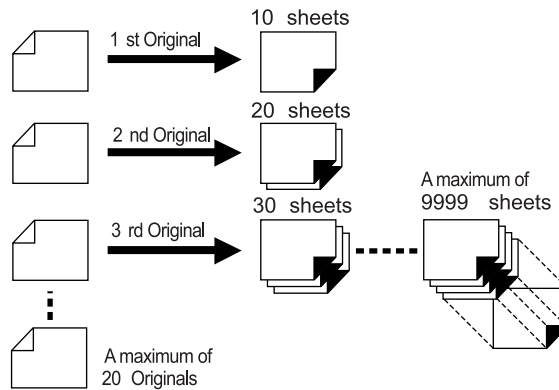 10 sheets
1 st Original
20 sheets
2 nd Original
30 sheets
3 rd Original
A maximum of
9999 sheets
A maximum of
20 Originals